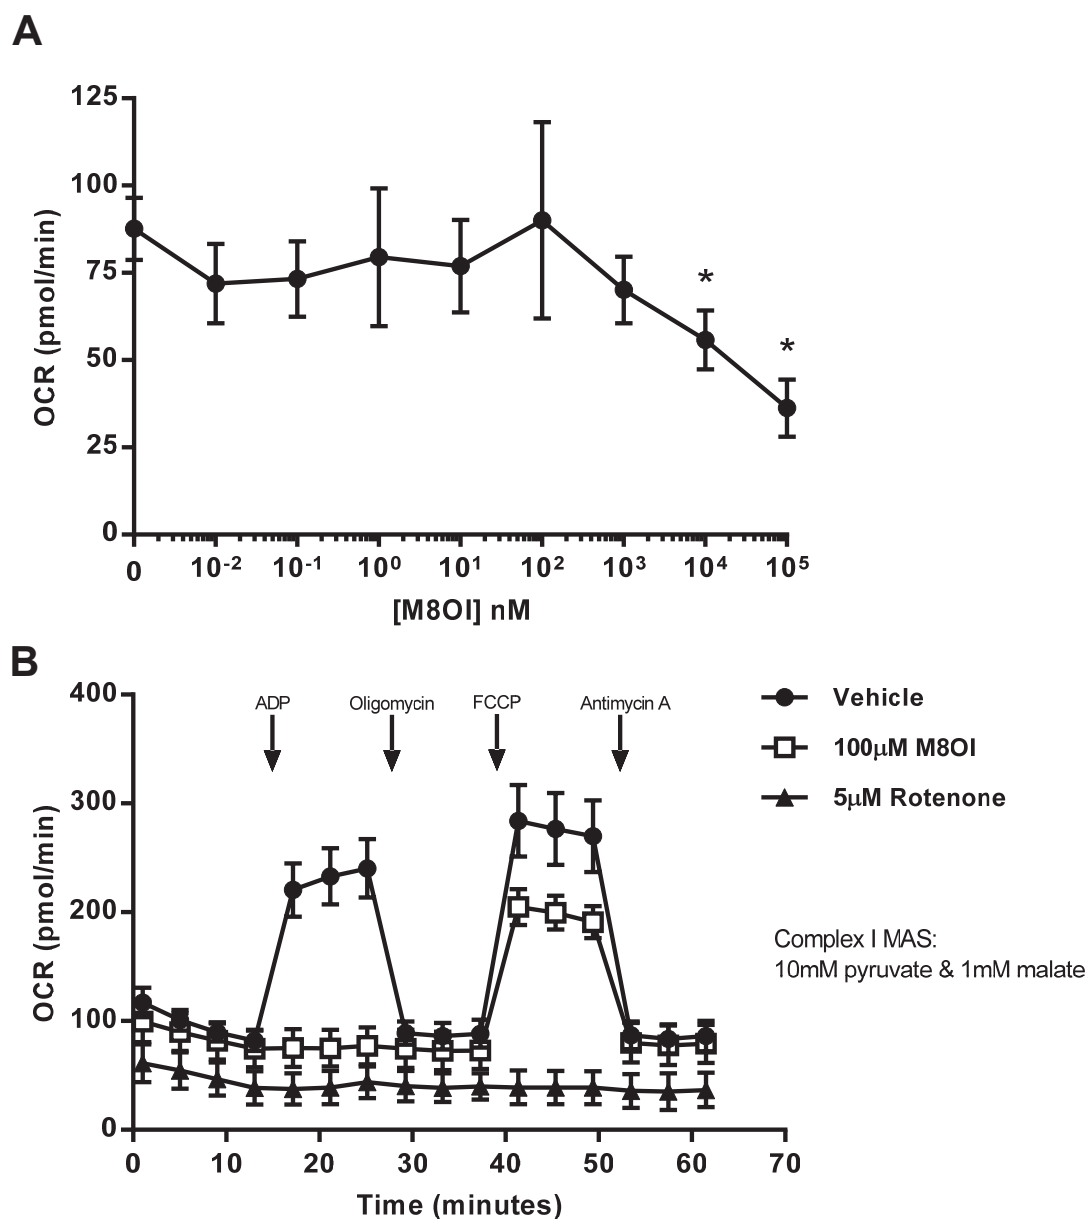 A
125
100
75
50
25
0
OCR (pmol/min)
*
*
0 10⁻² 10⁻¹ 10⁰ 10¹ 10² 10³ 10⁴ 10⁵
[M8OI] nM
B
400
300
200
100
0
OCR (pmol/min)
ADP Oligomycin FCCP Antimycin A
Vehicle
100μM M8OI
5μM Rotenone
Complex I MAS:
10mM pyruvate & 1mM malate
0 10 20 30 40 50 60 70
Time (minutes)